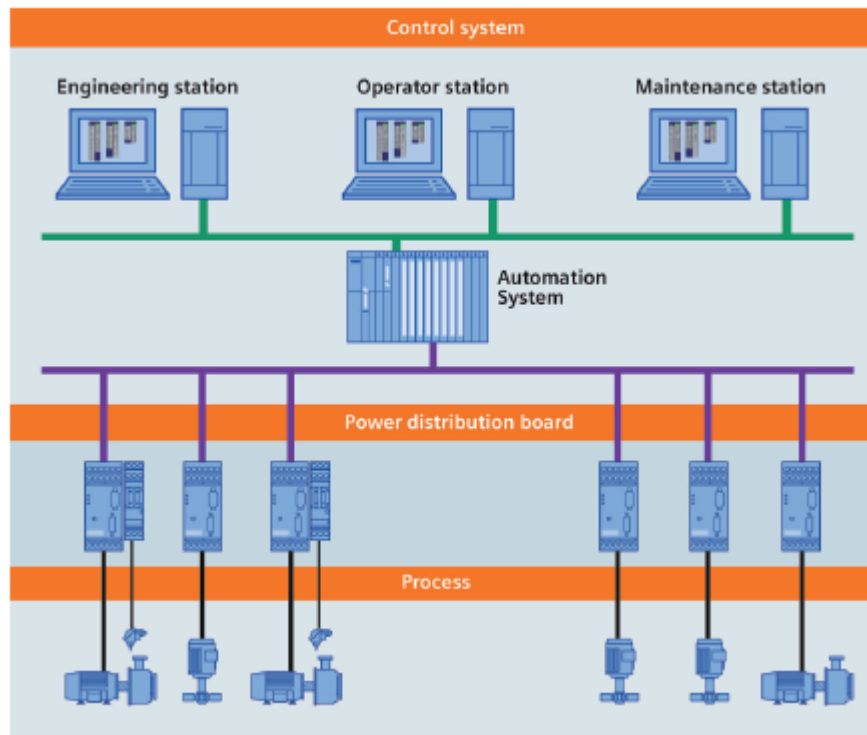 Control system
Engineering station
Operator station
Maintenance station
Automation
System
Power distribution board
Process